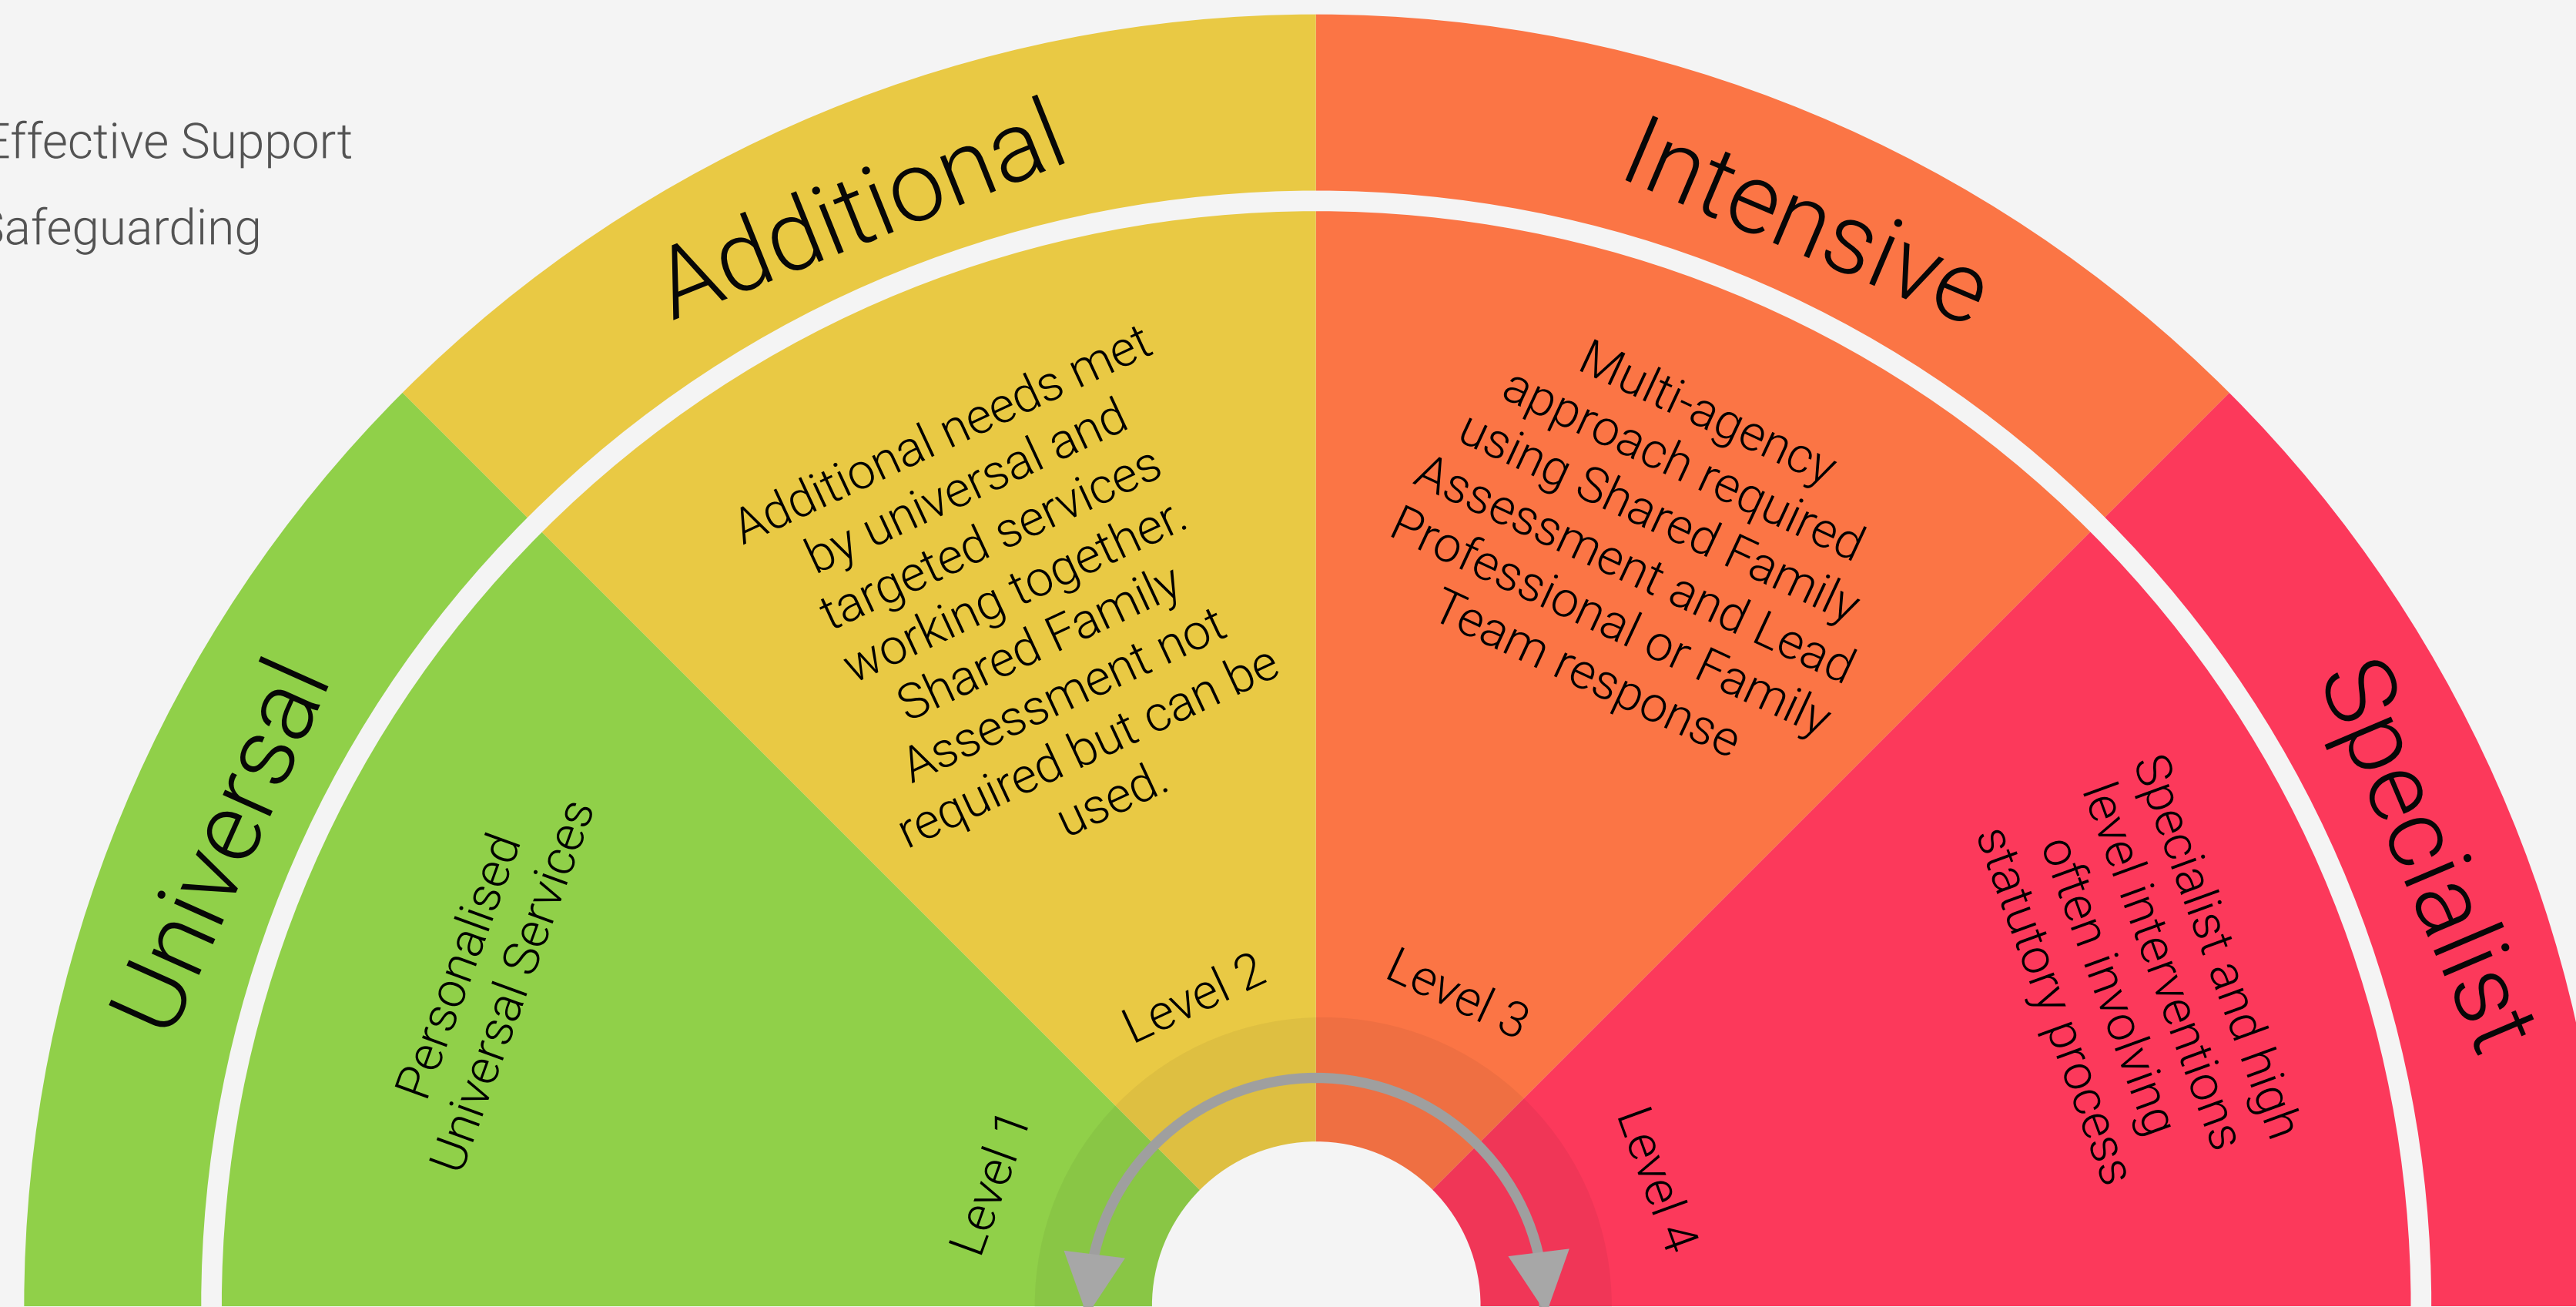 Effective Support
Safeguarding
Universal
Personalised
Universal Services
Level 1
Additional
Additional needs met
by universal and
targeted services
working together.
Shared Family
Assessment not
required but can be
used.
Level 2
Intensive
Multi-agency
approach required
using Shared Family
Assessment and Lead
Professional or Family
Team response
Level 3
Specialist
Specialist and high
level interventions
often involving
statutory process
Level 4